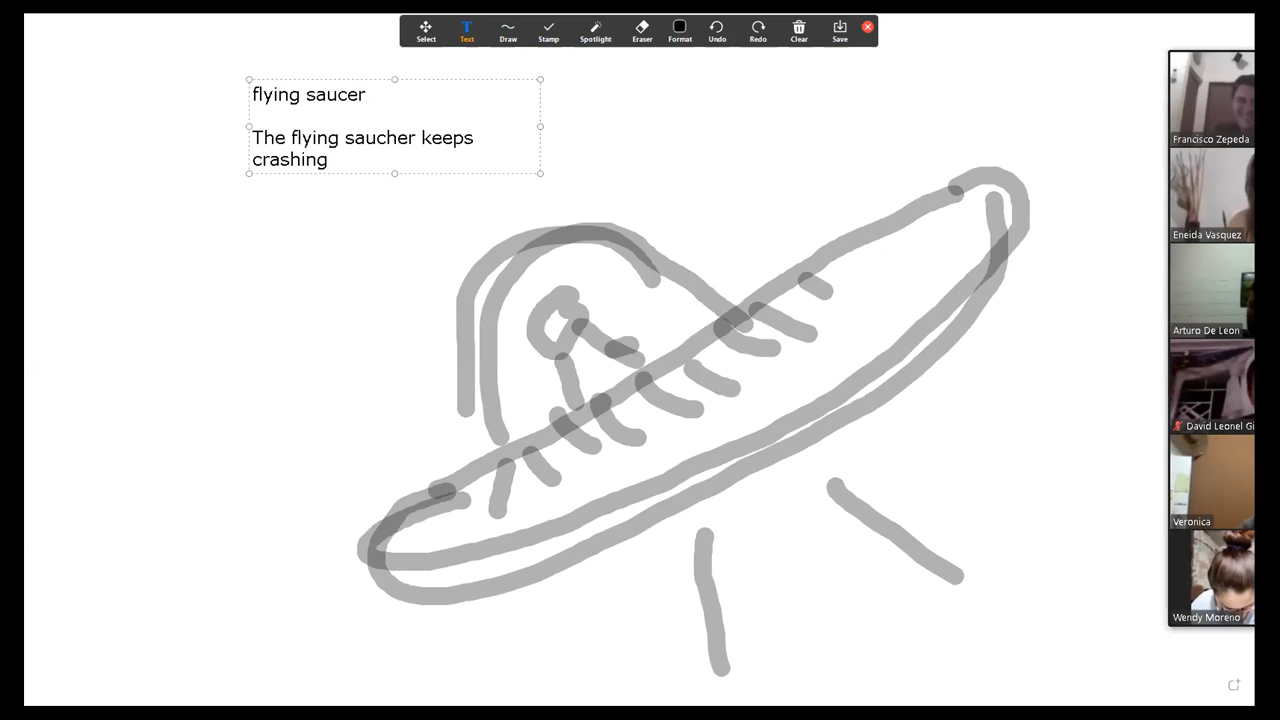 Select Text Draw Stamp Spotlight Eraser Format Undo Redo Clear Save
flying saucer
The flying saucher keeps
crashing
Francisco Zepeda
Eneida Vasquez
Arturo De Leon
David Leonel Gi
Veronica
Wendy Moreno